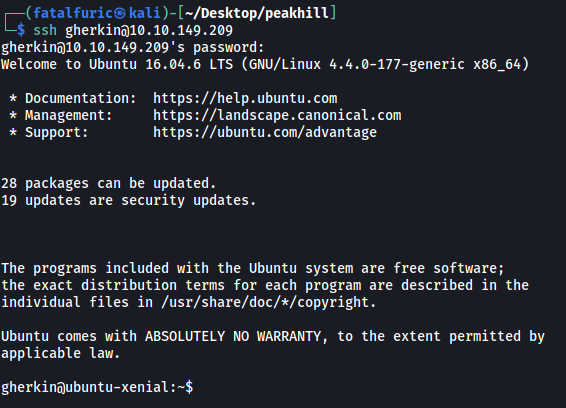 ┌──(fatalfuric㉿kali)-[~/Desktop/peakhill]
└─$ ssh gherkin@10.10.149.209
gherkin@10.10.149.209's password:
Welcome to Ubuntu 16.04.6 LTS (GNU/Linux 4.4.0-177-generic x86_64)
* Documentation:  https://help.ubuntu.com
* Management:     https://landscape.canonical.com
* Support:        https://ubuntu.com/advantage
28 packages can be updated.
19 updates are security updates.
The programs included with the Ubuntu system are free software;
the exact distribution terms for each program are described in the
individual files in /usr/share/doc/*/copyright.
Ubuntu comes with ABSOLUTELY NO WARRANTY, to the extent permitted by
applicable law.
gherkin@ubuntu-xenial:~$